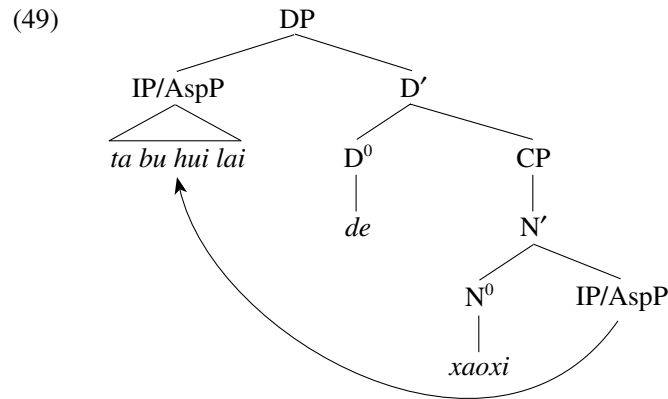 (49) DP
IP/AspP D′
ta bu hui lai D⁰ CP
de N′
N⁰ IP/AspP
xaoxi